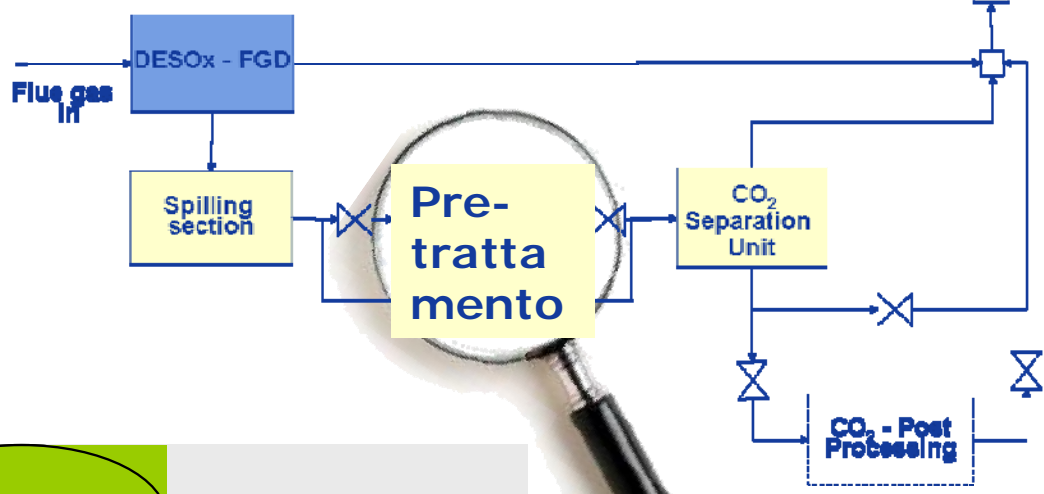 DESOx - FGD
Flue gas
in
Spilling
section
Pre-
tratta
mento
CO₂
Separation
Unit
CO₂ - Post
Processing